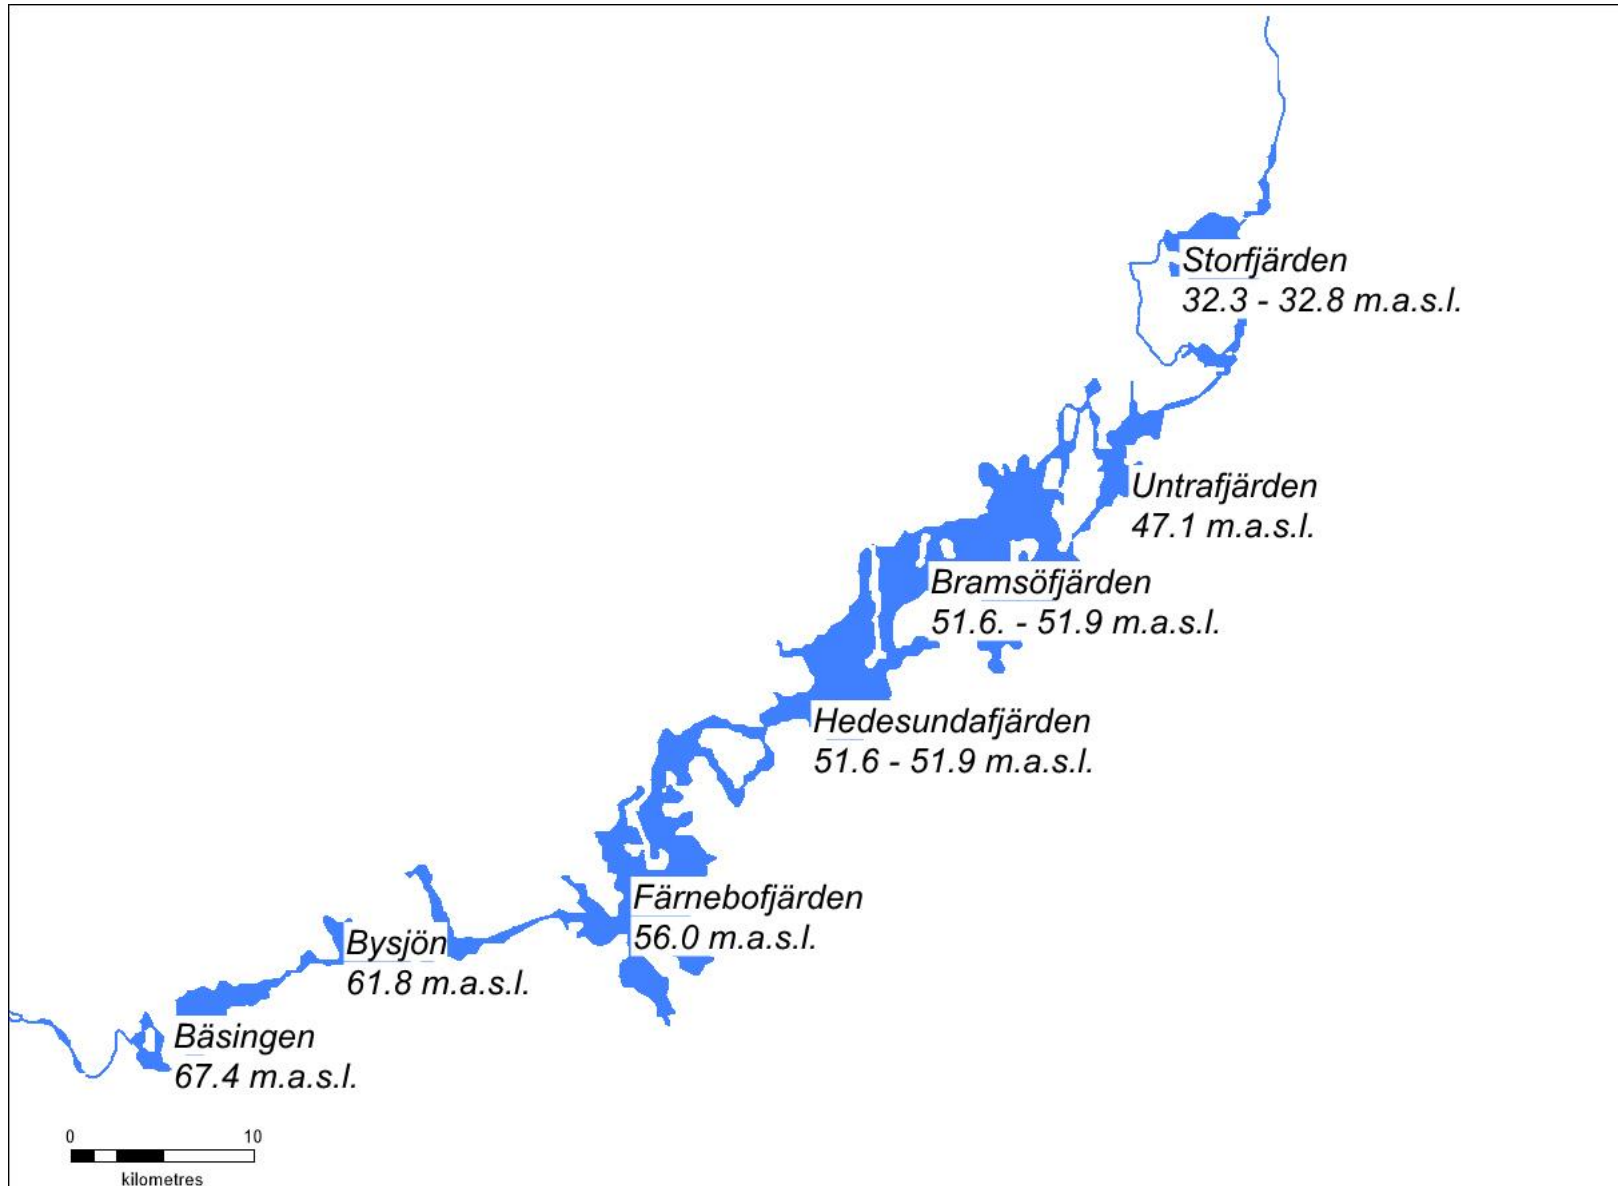 Storfjärden
32.3 - 32.8 m.a.s.l.
Untrafjärden
47.1 m.a.s.l.
Bramsöfjärden
51.6. - 51.9 m.a.s.l.
Hedesundafjärden
51.6 - 51.9 m.a.s.l.
Färnebofjärden
56.0 m.a.s.l.
Bysjön
61.8 m.a.s.l.
Bäsingen
67.4 m.a.s.l.
0 10
kilometres